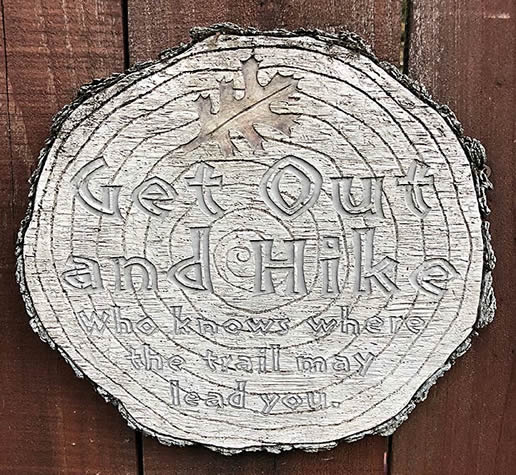 Get Out
and Hike
who knows where
the trail may
lead you.